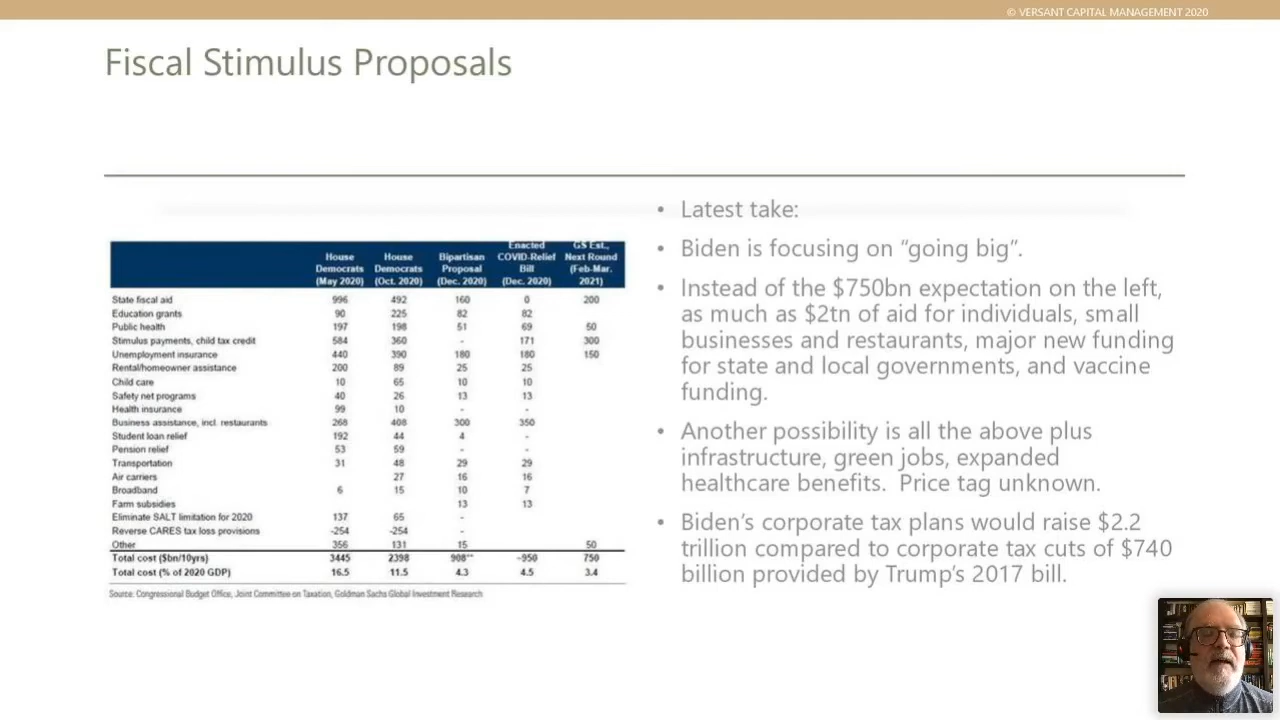 © VERSANT CAPITAL MANAGEMENT 2020
Fiscal Stimulus Proposals
House Democrats (May 2020) House Democrats (Oct. 2020) Bipartisan Proposal (Dec. 2020) Enacted COVID-Relief Bill (Dec. 2020) GS Est., Next Round (Feb-Mar. 2021)
State fiscal aid 996 492 160 0 200
Education grants 90 225 82 82
Public health 197 198 51 69 50
Stimulus payments, child tax credit 584 360 - 171 300
Unemployment insurance 440 390 180 180 150
Rental/homeowner assistance 200 89 25 25
Child care 10 65 10 10
Safety net programs 40 26 13 13
Health insurance 99 10 - -
Business assistance, incl. restaurants 268 408 300 350
Student loan relief 192 44 4 -
Pension relief 53 59 - -
Transportation 31 48 29 29
Air carriers 27 16 16
Broadband 6 15 10 7
Farm subsidies 13 13
Eliminate SALT limitation for 2020 137 65 -
Reverse CARES tax loss provisions -254 -254 -
Other 356 131 15 50
Total cost ($bn/10yrs) 3445 2398 908** ~950 750
Total cost (% of 2020 GDP) 16.5 11.5 4.3 4.5 3.4
Source: Congressional Budget Office, Joint Committee on Taxation, Goldman Sachs Global Investment Research
• Latest take:
• Biden is focusing on “going big”.
• Instead of the $750bn expectation on the left,
as much as $2tn of aid for individuals, small
businesses and restaurants, major new funding
for state and local governments, and vaccine
funding.
• Another possibility is all the above plus
infrastructure, green jobs, expanded
healthcare benefits. Price tag unknown.
• Biden’s corporate tax plans would raise $2.2
trillion compared to corporate tax cuts of $740
billion provided by Trump’s 2017 bill.